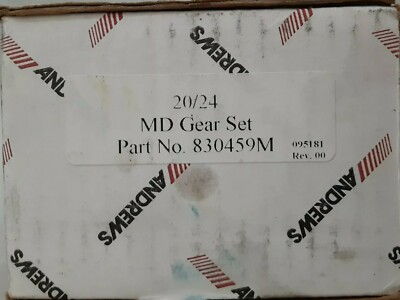 ANDREWS
20/24
MD Gear Set
Part No. 830459M
095181
Rev. 00
ANDREWS
ANDREWS
ANDREWS